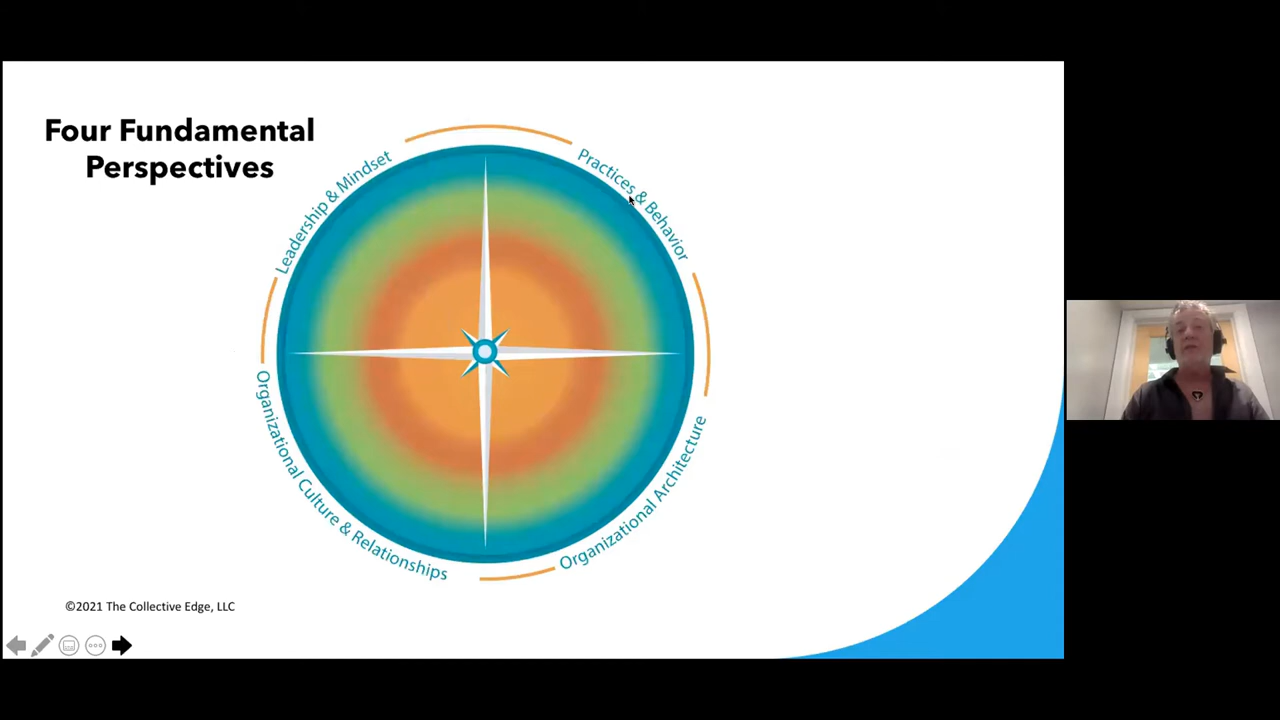 Four Fundamental
Perspectives
Leadership & Mindset
Practices & Behavior
Organizational Culture & Relationships
Organizational Architecture
©2021 The Collective Edge, LLC